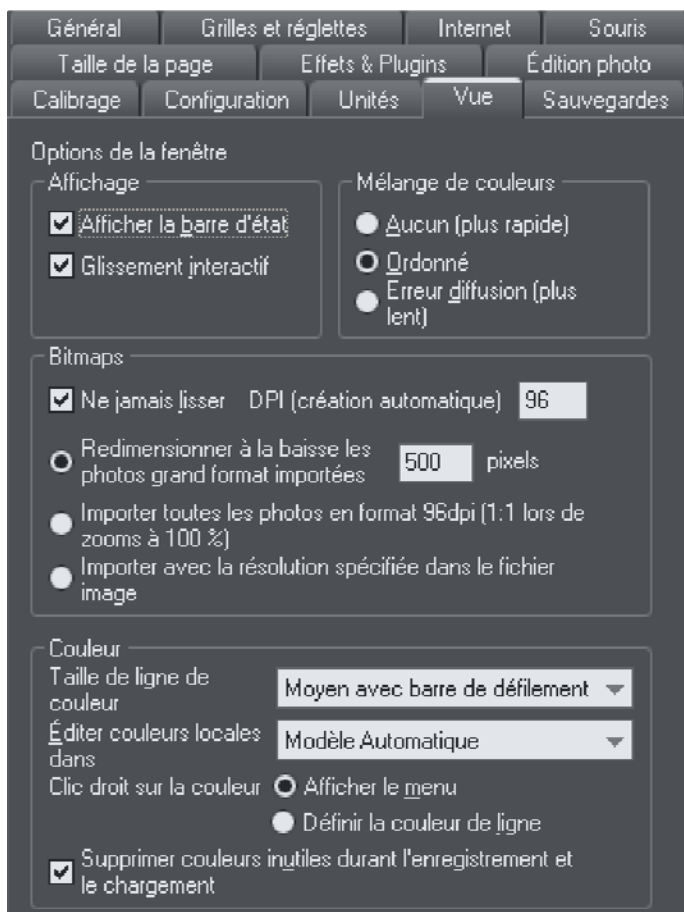 Général Grilles et réglettes Internet Souris
Taille de la page Effets & Plugins Édition photo
Calibrage Configuration Unités Vue Sauvegardes
Options de la fenêtre
Affichage
Afficher la barre d'état
Glissement interactif
Mélange de couleurs
Aucun (plus rapide)
Ordonné
Erreur diffusion (plus
lent)
Bitmaps
Ne jamais lisser DPI (création automatique) 96
Redimensionner à la baisse les
photos grand format importées 500 pixels
Importer toutes les photos en format 96dpi (1:1 lors de
zooms à 100 %)
Importer avec la résolution spécifiée dans le fichier
image
Couleur
Taille de ligne de
couleur
Moyen avec barre de défilement
Éditer couleurs locales
dans
Modèle Automatique
Clic droit sur la couleur Afficher le menu
Définir la couleur de ligne
Supprimer couleurs inutiles durant l'enregistrement et
le chargement